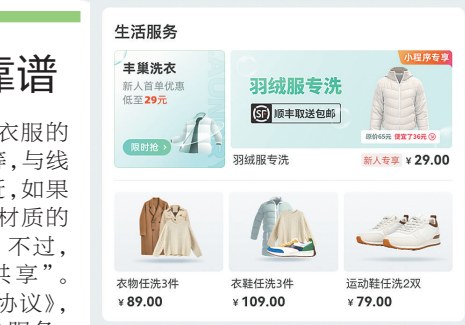 靠谱
衣服的
等，与线
近，如果
材质的
不过，
共享”。
协议》，
生活服务
丰巢洗衣
新人首单优惠
低至29元
限时抢
小程序专享
羽绒服专洗
SF 顺丰取送包邮
原价65元 便宜了36元
羽绒服专洗 新人专享 ¥29.00
衣物任洗3件
¥89.00
衣鞋任洗3件
¥109.00
运动鞋任洗2双
¥79.00